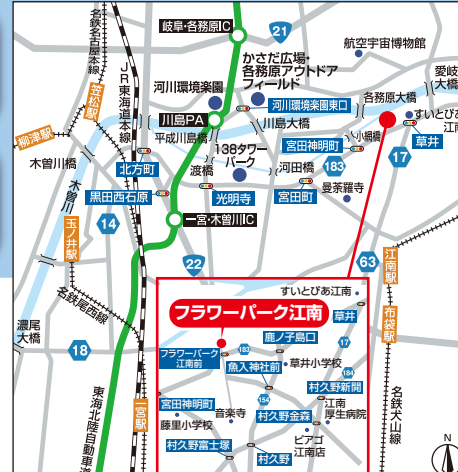 岐阜・各務原IC
21
航空宇宙博物館
名鉄名古屋本線
かさだ広場・
各務原アウトドア
フィールド
河川環境楽園
愛岐
大橋
JR東海道本線
笠松駅
河川環境楽園東口
各務原大橋
すいとぴあ
江南
川島PA
川島大橋
草井
柳津駅
平成川島橋
宮田神明町
小網橋
17
138タワー
パーク
木曽川橋
北方町
渡橋
河田橋
183
黒田西石原
光明寺
宮田町
曼荼羅寺
木曽川
14
一宮・木曽川IC
玉ノ井駅
22
63
江南駅
名鉄尾西線
すいとぴあ江南
フラワーパーク江南
草井
布袋駅
濃尾
大橋
鹿ノ子島口
17
18
フラワーパーク
江南前
183
魚入神社前
草井小学校
184
村久野新開
154
一宮駅
宮田神明町
江南
厚生病院
音楽寺
村久野金森
藤里小学校
ピアゴ
江南店
村久野富士塚
村久野
東海北陸自動車道
名鉄犬山線
N